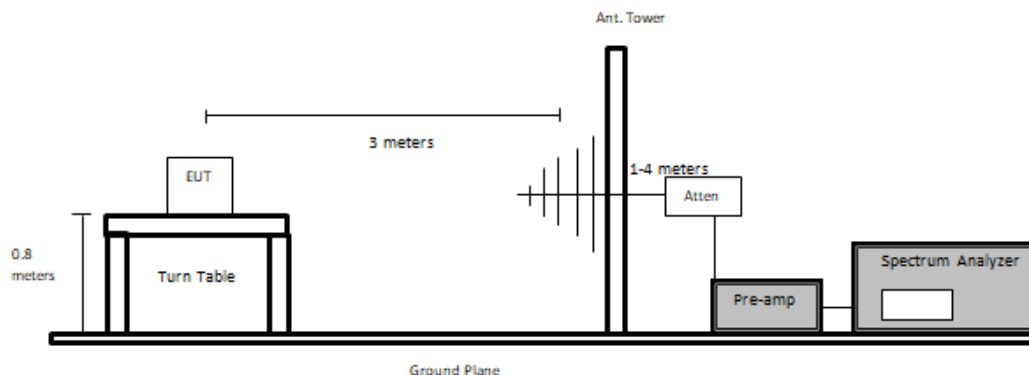 Ant. Tower
3 meters
1-4 meters
EUT
Atten
0.8
meters
Turn Table
Spectrum Analyzer
Pre-amp
Ground Plane